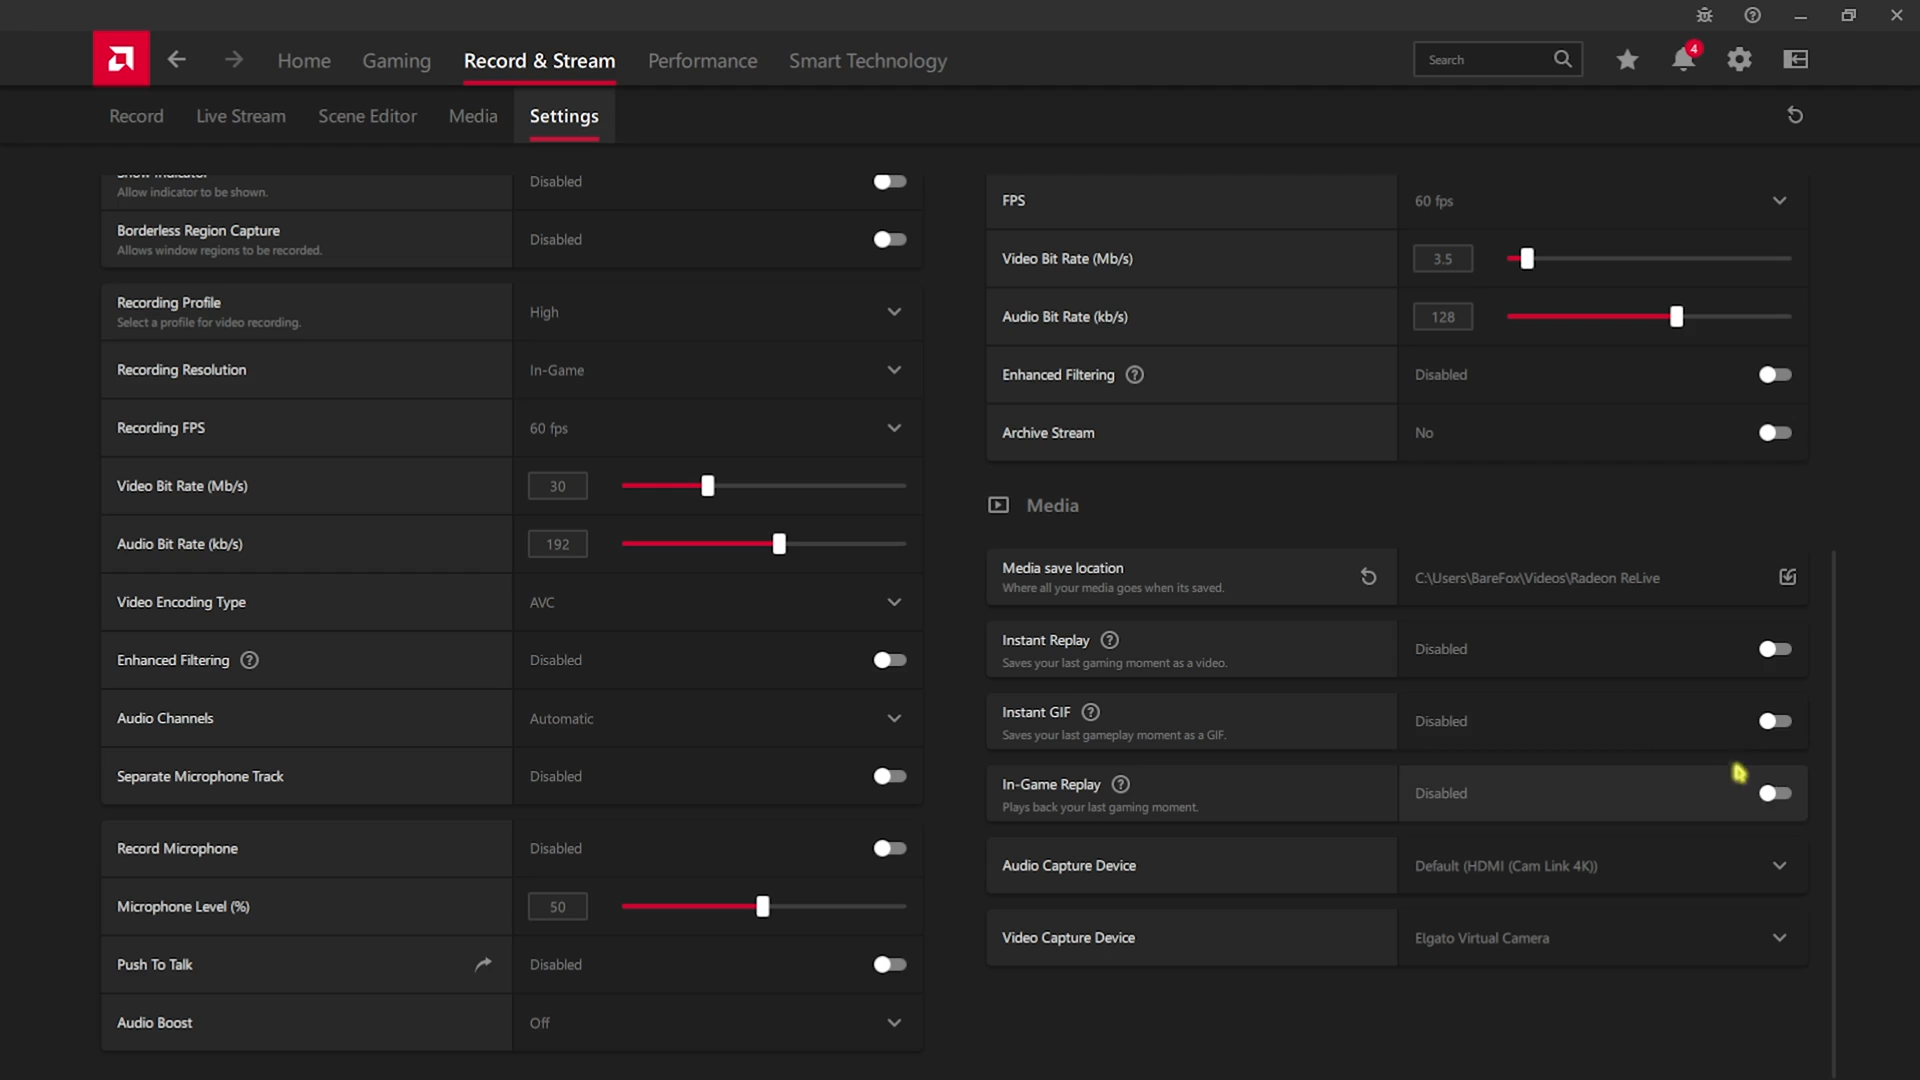 Home Gaming Record & Stream Performance Smart Technology Search 4
Record Live Stream Scene Editor Media Settings
Show Indicator Disabled
Allow indicator to be shown.
Borderless Region Capture Disabled
Allows window regions to be recorded.
Recording Profile High
Select a profile for video recording.
Recording Resolution In-Game
Recording FPS 60 fps
Video Bit Rate (Mb/s) 30
Audio Bit Rate (kb/s) 192
Video Encoding Type AVC
Enhanced Filtering ? Disabled
Audio Channels Automatic
Separate Microphone Track Disabled
Record Microphone Disabled
Microphone Level (%) 50
Push To Talk Disabled
Audio Boost Off
FPS 60 fps
Video Bit Rate (Mb/s) 3.5
Audio Bit Rate (kb/s) 128
Enhanced Filtering ? Disabled
Archive Stream No
Media
Media save location C:\Users\BareFox\Videos\Radeon ReLive
Where all your media goes when its saved.
Instant Replay ? Disabled
Saves your last gaming moment as a video.
Instant GIF ? Disabled
Saves your last gameplay moment as a GIF.
In-Game Replay ? Disabled
Plays back your last gaming moment.
Audio Capture Device Default (HDMI (Cam Link 4K))
Video Capture Device Elgato Virtual Camera